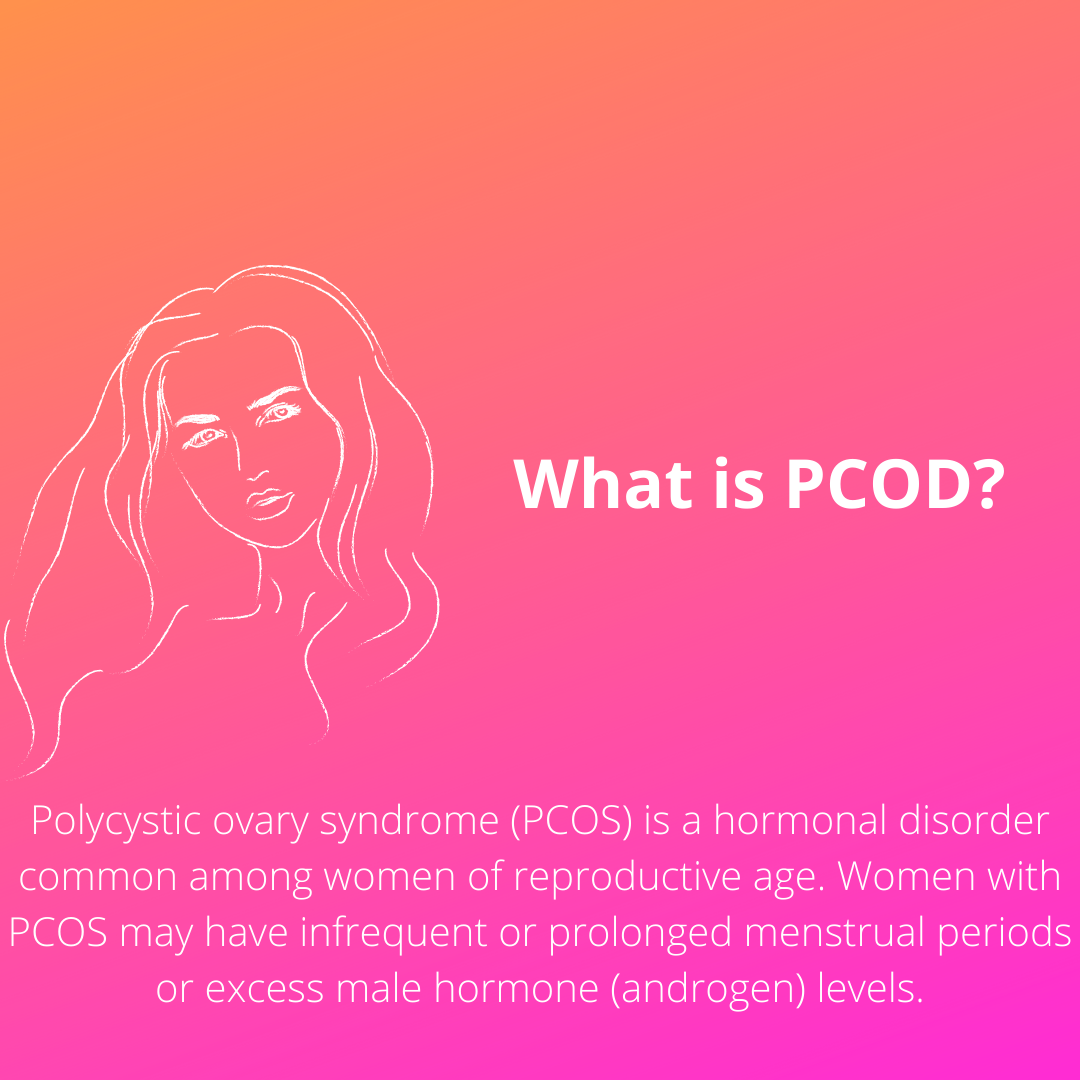 What is PCOD?
Polycystic ovary syndrome (PCOS) is a hormonal disorder
common among women of reproductive age. Women with
PCOS may have infrequent or prolonged menstrual periods
or excess male hormone (androgen) levels.